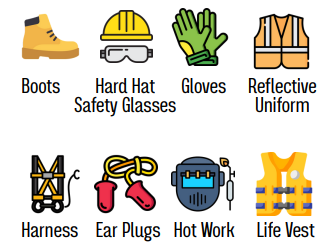 Boots
Hard Hat
Safety Glasses
Gloves
Reflective
Uniform
Harness
Ear Plugs
Hot Work
Life Vest